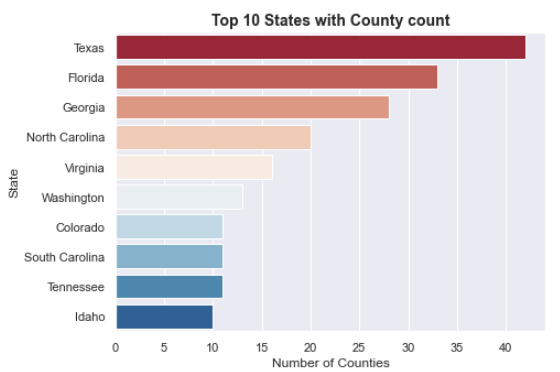 Top 10 States with County count
Texas
Florida
Georgia
North Carolina
Virginia
Washington
Colorado
South Carolina
Tennessee
Idaho
State
0 5 10 15 20 25 30 35 40
Number of Counties